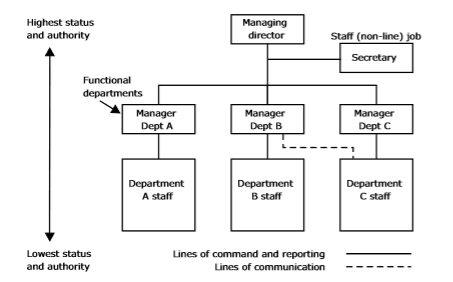 Highest status
and authority
Managing
director
Staff (non-line) job
Secretary
Functional
departments
Manager
Dept A
Manager
Dept B
Manager
Dept C
Department
A staff
Department
B staff
Department
C staff
Lowest status
and authority
Lines of command and reporting
Lines of communication